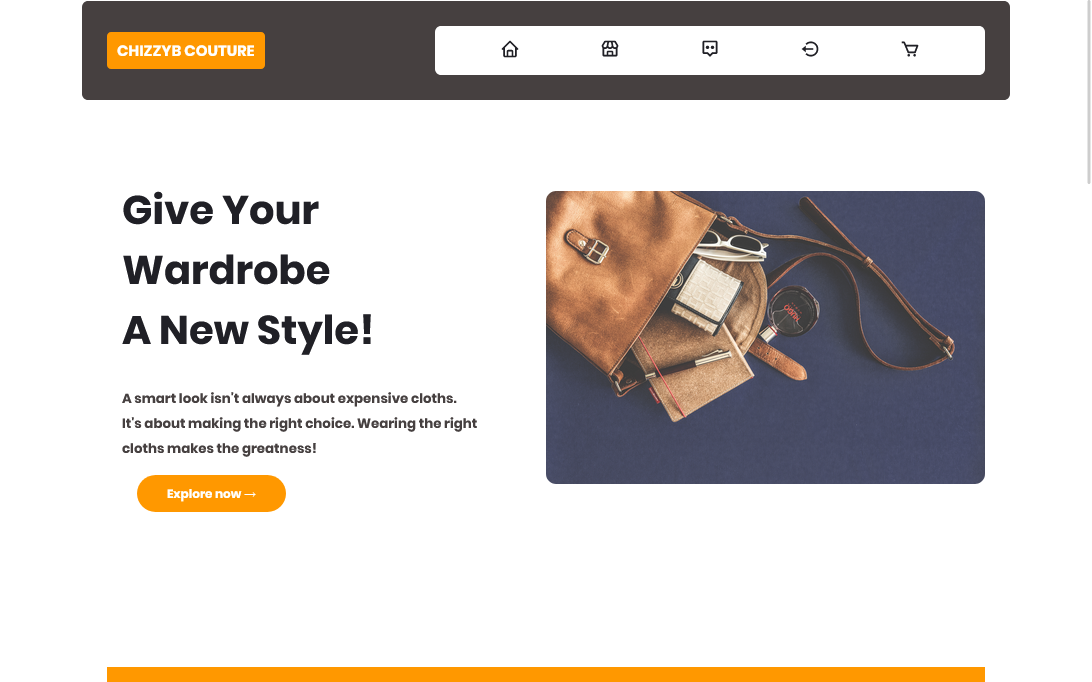 CHIZZYB COUTURE
Give Your
Wardrobe
A New Style!
A smart look isn't always about expensive cloths.
It's about making the right choice. Wearing the right
cloths makes the greatness!
Explore now →